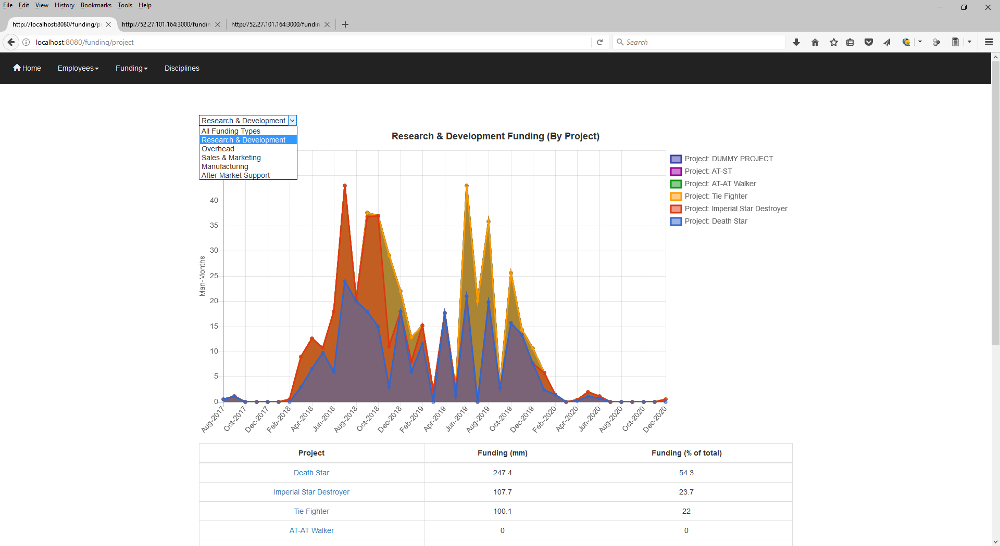 File Edit View History Bookmarks Tools Help
http://localhost:8080/funding/p
http://52.27.101.164:3000/fundin
http://52.27.101.164:3000/fundin
localhost:8080/funding/project
Search
Home Employees Funding Disciplines
Research & Development
All Funding Types
Research & Development
Overhead
Sales & Marketing
Manufacturing
After Market Support
Research & Development Funding (By Project)
Project: DUMMY PROJECT
Project: AT-ST
Project: AT-AT Walker
Project: Tie Fighter
Project: Imperial Star Destroyer
Project: Death Star
Man-Months
40
35
30
25
20
15
10
5
0
Aug-2017 Oct-2017 Dec-2017 Feb-2018 Apr-2018 Jun-2018 Aug-2018 Oct-2018 Dec-2018 Feb-2019 Apr-2019 Jun-2019 Aug-2019 Oct-2019 Dec-2019 Feb-2020 Apr-2020 Jun-2020 Aug-2020 Oct-2020 Dec-2020
Project Funding (mm) Funding (% of total)
Death Star 247.4 54.3
Imperial Star Destroyer 107.7 23.7
Tie Fighter 100.1 22
AT-AT Walker 0 0